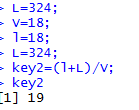 > L=324;
> v=18;
> l=18;
> L=324;
> key2=(l+L)/v;
> key2
[1] 19